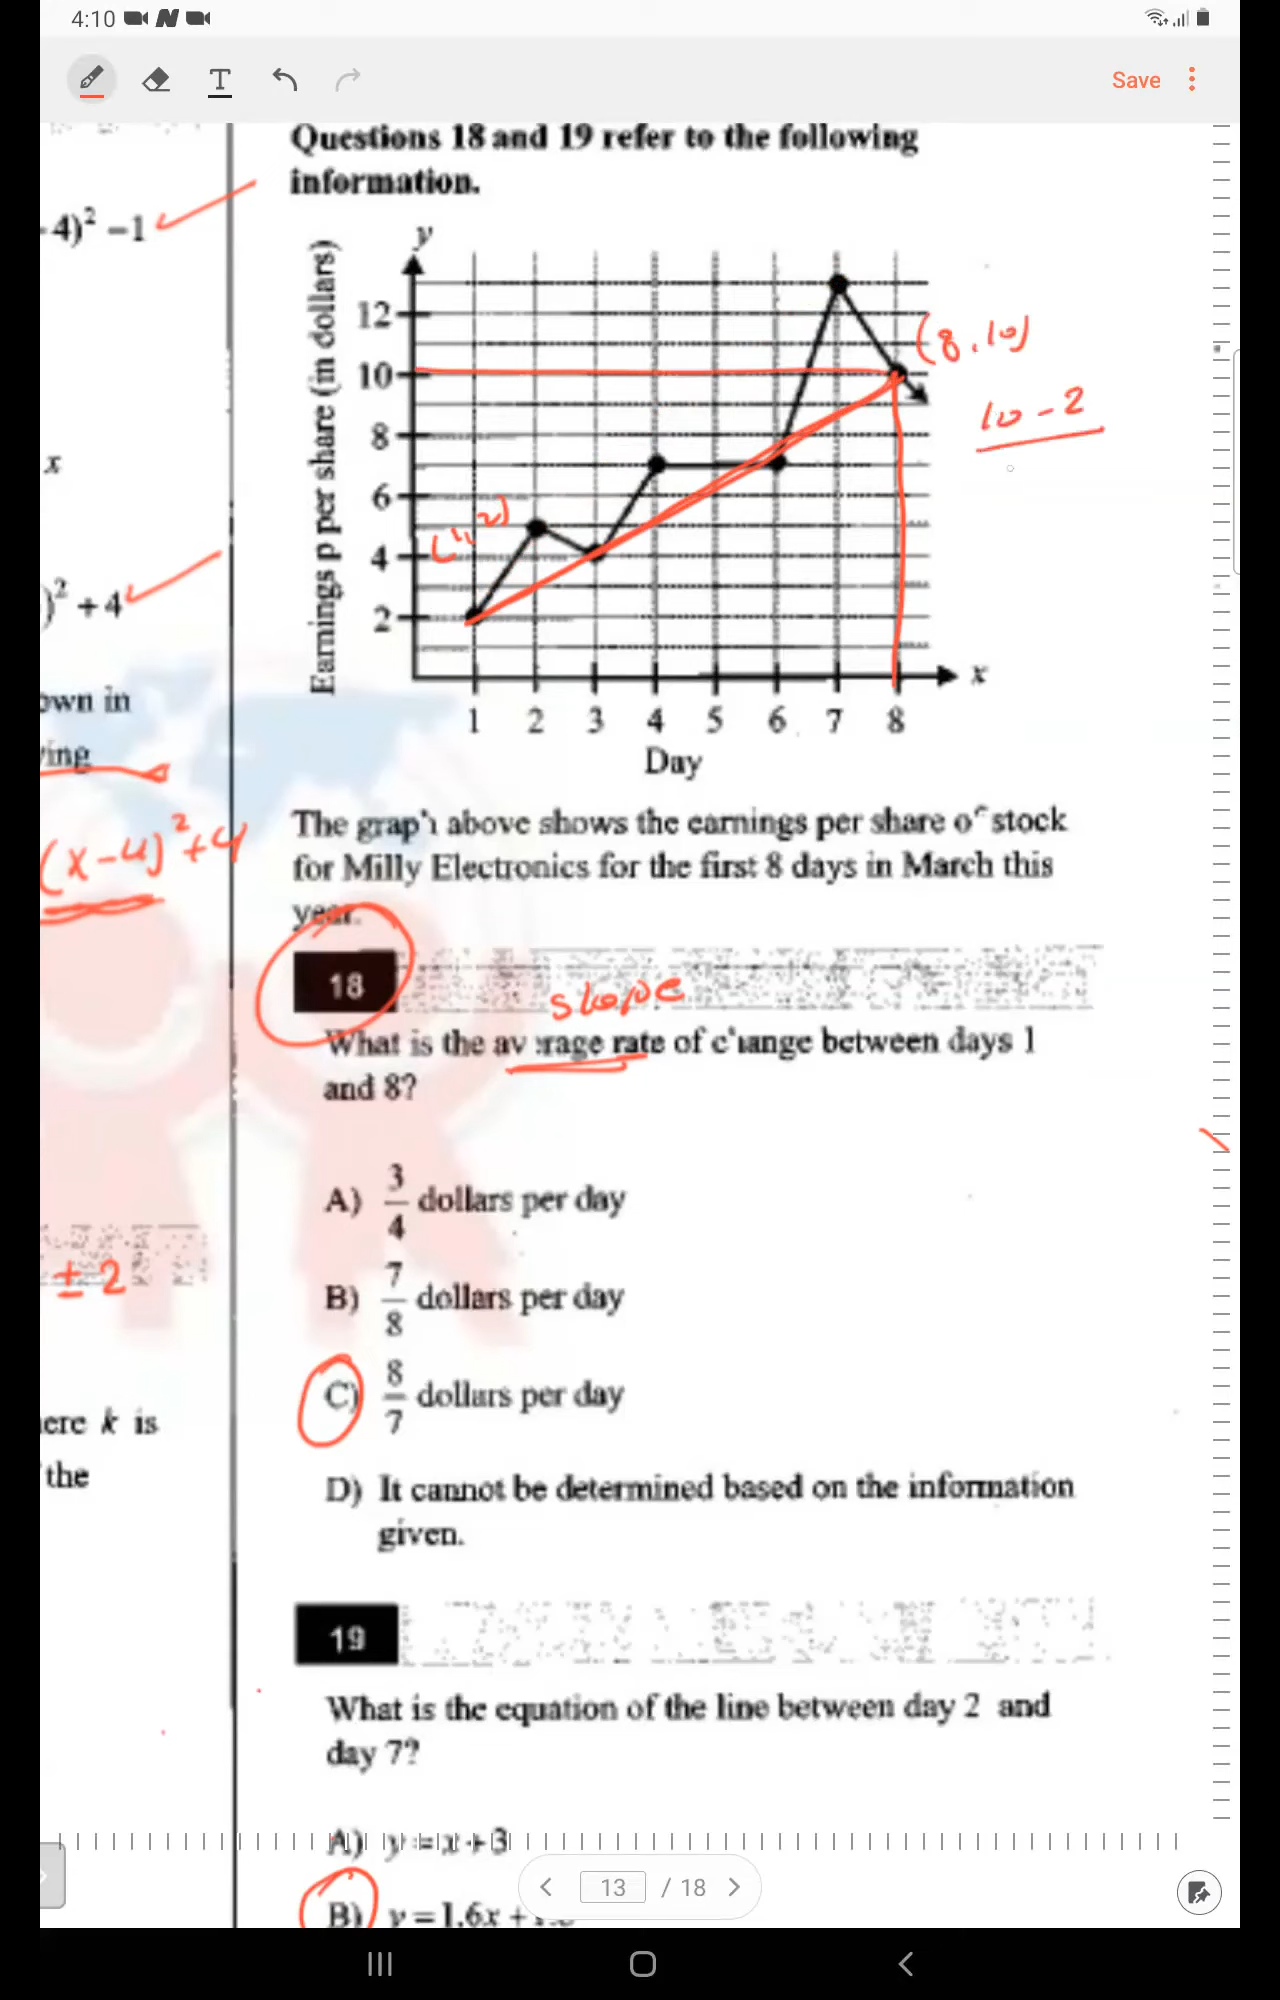 4:10
T
Save
Questions 18 and 19 refer to the following
information.
4)² −1
x
)² + 4
own in
ing
(x−4)²+4
± 2
ere k is
the
y
Earnings p per share (in dollars)
12
10
8
6
4
2
(1,2)
(8,10)
10 − 2
x
1 2 3 4 5 6 7 8
Day
The graph above shows the earnings per share of stock
for Milly Electronics for the first 8 days in March this
year.
18
slope
What is the average rate of change between days 1
and 8?
A) 3/4 dollars per day
B) 7/8 dollars per day
C) 8/7 dollars per day
D) It cannot be determined based on the information
given.
19
What is the equation of the line between day 2 and
day 7?
A) y = x + 3
B) y = 1.6x +
13 / 18